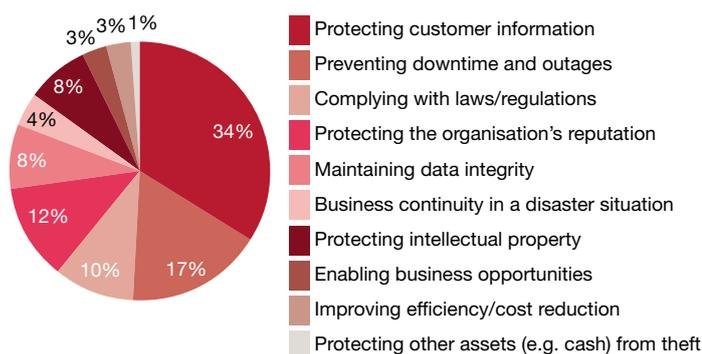 3% 3% 1%
34%
17%
10%
12%
8%
4%
8%
Protecting customer information
Preventing downtime and outages
Complying with laws/regulations
Protecting the organisation's reputation
Maintaining data integrity
Business continuity in a disaster situation
Protecting intellectual property
Enabling business opportunities
Improving efficiency/cost reduction
Protecting other assets (e.g. cash) from theft